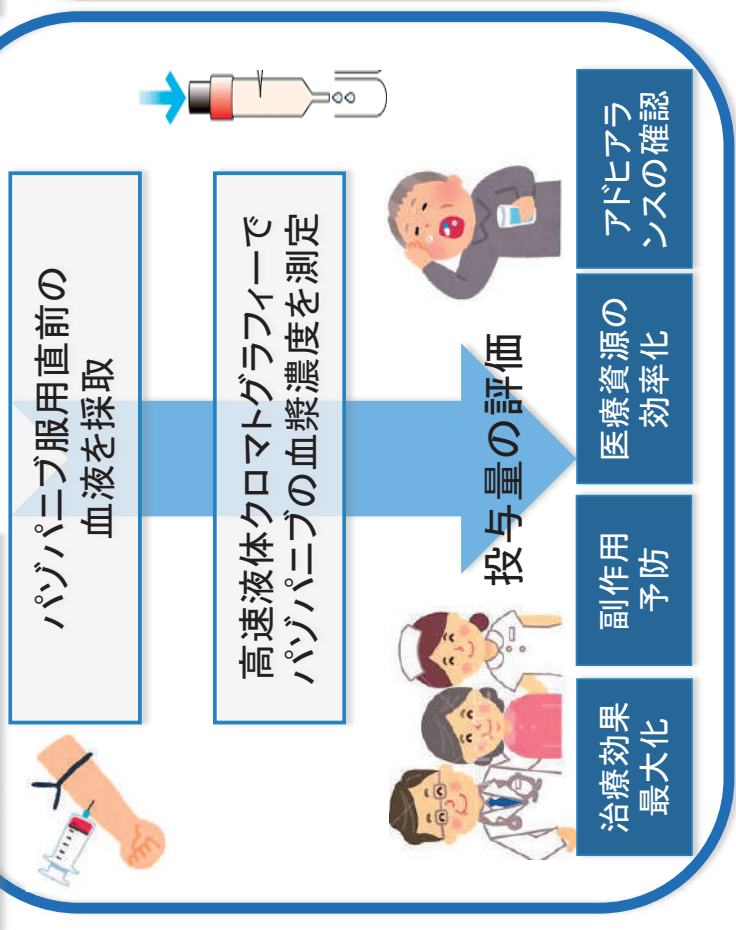 パゾパニブ服用直前の
血液を採取
高速液体クロマトグラフィーで
パゾパニブの血漿濃度を測定
投与量の評価
治療効果
最大化
副作用
予防
医療資源の
効率化
アドヒアラ
ンスの確認